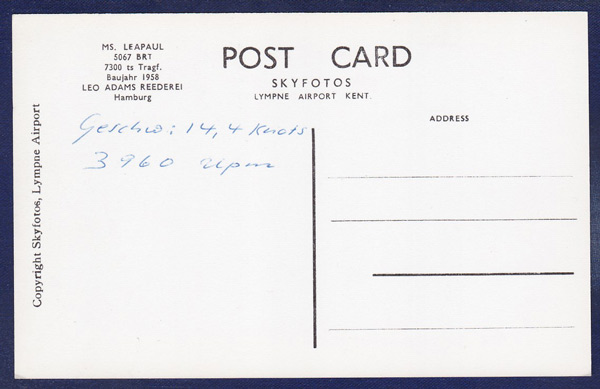 MS. LEAPAUL
5067 BRT
7300 ts Tragf.
Baujahr 1958
LEO ADAMS REEDEREI
Hamburg
POST CARD
SKYFOTOS
LYMPNE AIRPORT KENT.
ADDRESS
Geschw: 14,4 Knots
3960 Upm
Copyright Skyfotos, Lympne Airport